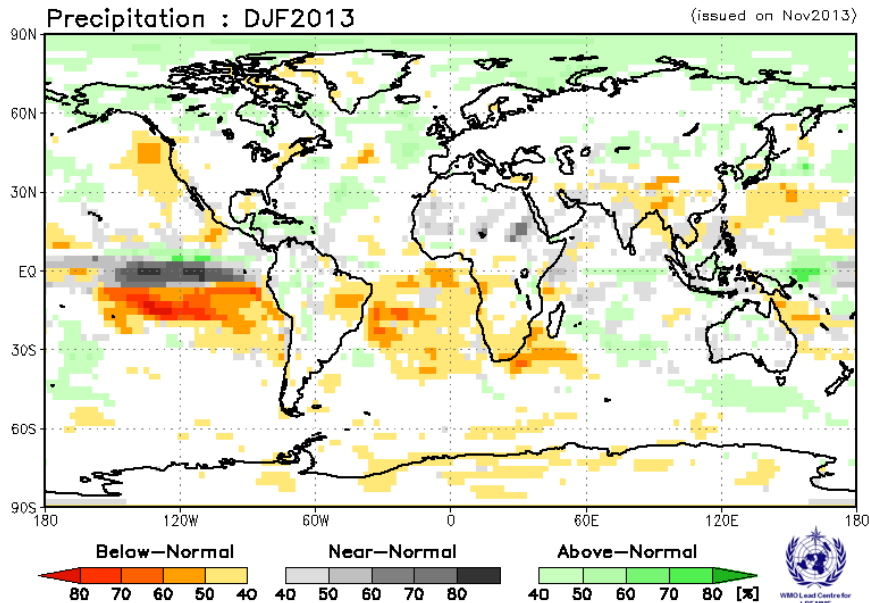 Precipitation : DJF2013
(issued on Nov2013)
90N
60N
30N
EQ
30S
60S
90S
180 120W 60W 0 60E 120E 180
Below-Normal Near-Normal Above-Normal
80 70 60 50 40 40 50 60 70 80 40 50 60 70 80 [%]
WMO Lead Centre for